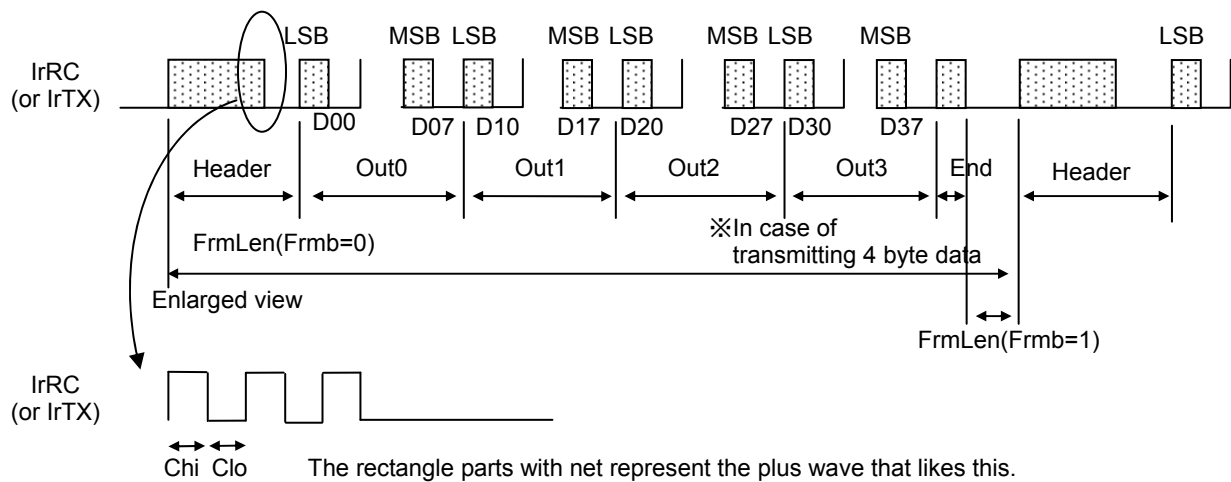 LSB MSB LSB MSB LSB MSB LSB MSB LSB
IrRC
(or IrTX)
D00 D07 D10 D17 D20 D27 D30 D37
Header Out0 Out1 Out2 Out3 End Header
FrmLen(Frmb=0)
※In case of
transmitting 4 byte data
Enlarged view
FrmLen(Frmb=1)
IrRC
(or IrTX)
Chi Clo
The rectangle parts with net represent the plus wave that likes this.